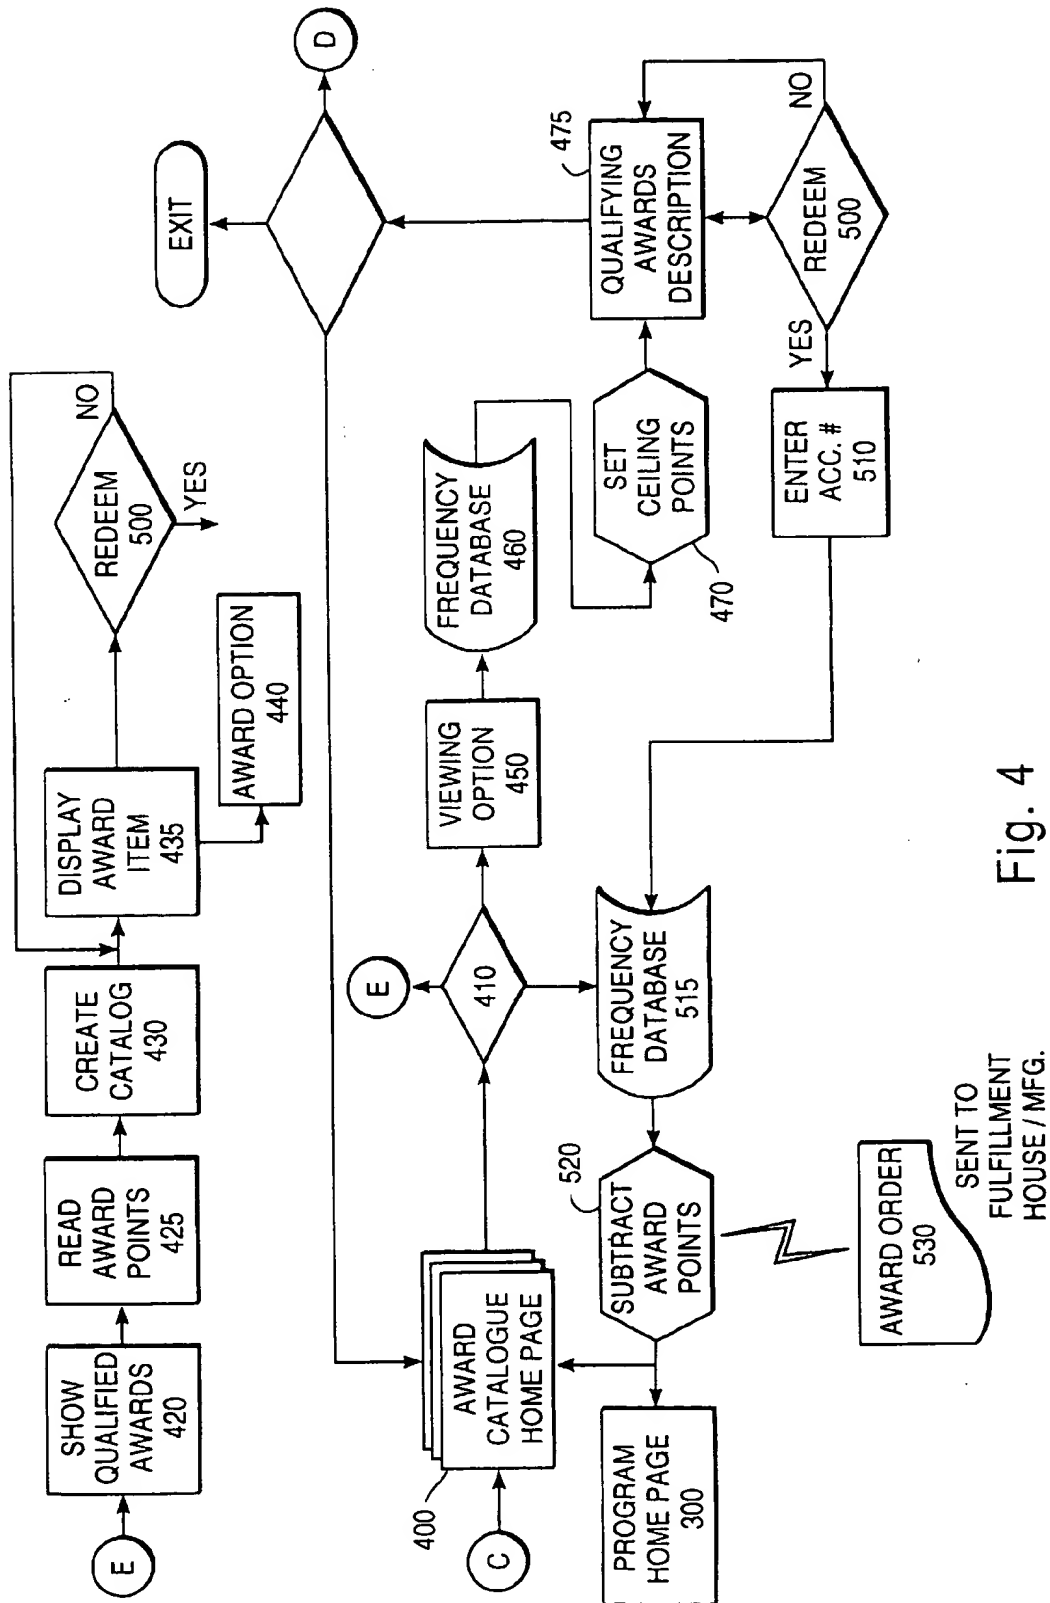 E
SHOW
QUALIFIED
AWARDS
420
READ
AWARD
POINTS
425
CREATE
CATALOG
430
DISPLAY
AWARD
ITEM
435
AWARD OPTION
440
REDEEM
500
NO
YES
EXIT
D
C
400
AWARD
CATALOGUE
HOME PAGE
410
E
VIEWING
OPTION
450
FREQUENCY
DATABASE
460
SET
CEILING
POINTS
470
QUALIFYING
AWARDS
DESCRIPTION
475
REDEEM
500
NO
YES
ENTER
ACC. #
510
FREQUENCY
DATABASE
515
SUBTRACT
AWARD
POINTS
520
PROGRAM
HOME PAGE
300
AWARD ORDER
530
SENT TO
FULFILLMENT
HOUSE / MFG.
Fig. 4